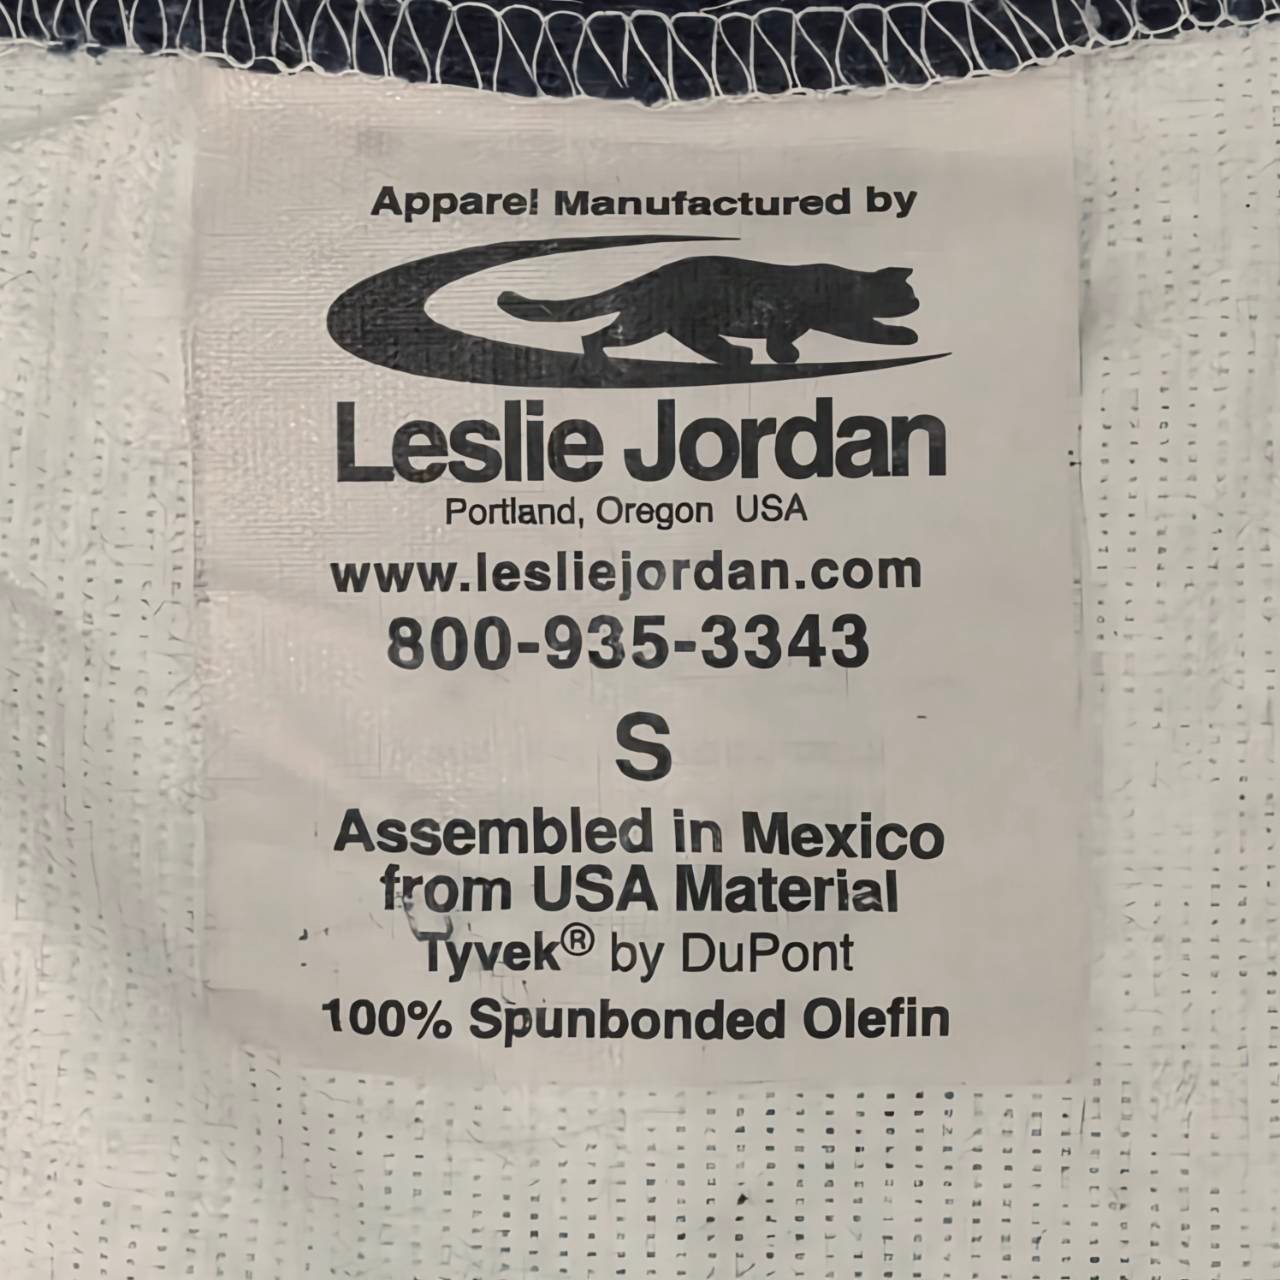 Apparel Manufactured by
Leslie Jordan
Portland, Oregon USA
www.lesliejordan.com
800-935-3343
S
Assembled in Mexico
from USA Material
Tyvek® by DuPont
100% Spunbonded Olefin